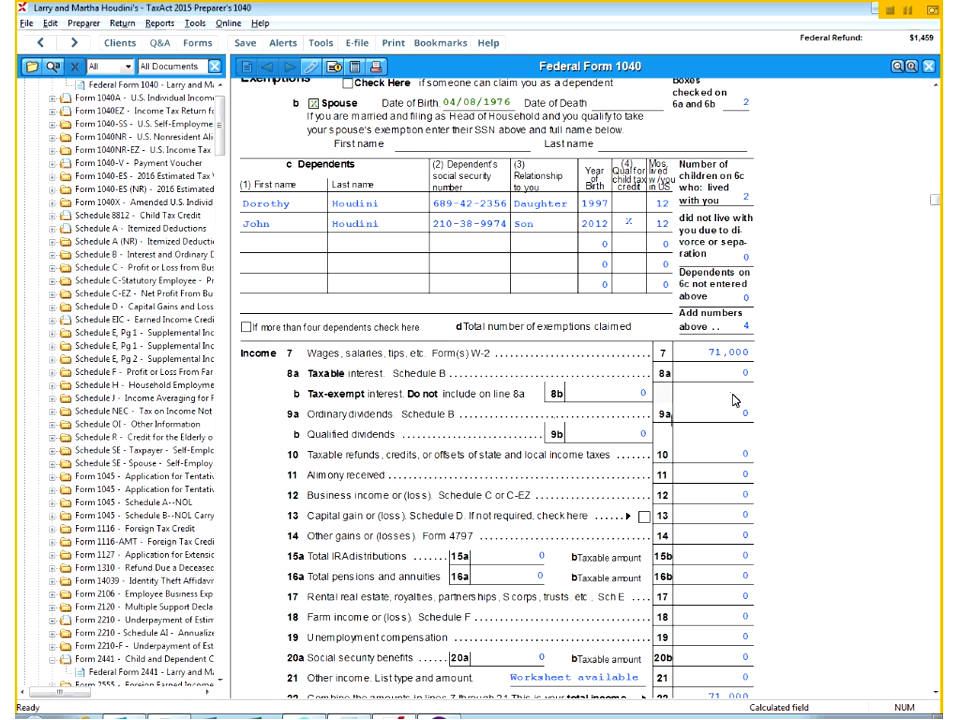 Larry and Martha Houdini's - TaxAct 2015 Preparer's 1040
File Edit Preparer Return Reports Tools Online Help
Clients Q&A Forms Save Alerts Tools E-file Print Bookmarks Help
Federal Refund: $1,459
All All Documents
Federal Form 1040
Federal Form 1040 - Larry and Ma
Form 1040A - U.S. Individual Income
Form 1040EZ - Income Tax Return fo
Form 1040-SS - U.S. Self-Employme
Form 1040NR - U.S. Nonresident Ali
Form 1040NR-EZ - U.S. Income Tax
Form 1040-V - Payment Voucher
Form 1040-ES - 2016 Estimated Tax
Form 1040-ES (NR) - 2016 Estimated
Form 1040X - Amended U.S. Individ
Schedule 8812 - Child Tax Credit
Schedule A - Itemized Deductions
Schedule A (NR) - Itemized Deducti
Schedule B - Interest and Ordinary D
Schedule C - Profit or Loss from Bus
Schedule C-Statutory Employee - Pr
Schedule C-EZ - Net Profit From Bu
Schedule D - Capital Gains and Loss
Schedule EIC - Earned Income Credi
Schedule E, Pg 1 - Supplemental Inc
Schedule E, Pg 1 - Supplemental Inc
Schedule E, Pg 2 - Supplemental Inc
Schedule F - Profit or Loss From Far
Schedule H - Household Employme
Schedule J - Income Averaging for F
Schedule NEC - Tax on Income Not
Schedule OI - Other Information
Schedule R - Credit for the Elderly o
Schedule SE - Taxpayer - Self-Emplo
Schedule SE - Spouse - Self-Employ
Form 1045 - Application for Tentativ
Form 1045 - Application for Tentativ
Form 1045 - Schedule A--NOL
Form 1045 - Schedule B--NOL Carry
Form 1116 - Foreign Tax Credit
Form 1116-AMT - Foreign Tax Credi
Form 1127 - Application for Extensic
Form 1310 - Refund Due a Deceased
Form 14039 - Identity Theft Affidavi
Form 2106 - Employee Business Exp
Form 2120 - Multiple Support Decla
Form 2210 - Underpayment of Estim
Form 2210 - Schedule AI - Annualize
Form 2210-F - Underpayment of Est
Form 2441 - Child and Dependent C
Federal Form 2441 - Larry and Ma
Form 2555 - Foreign Earned Income
Exemptions Check Here if someone can claim you as a dependent
boxes checked on 6a and 6b 2
b X Spouse Date of Birth 04/08/1976 Date of Death
If you are married and filing as Head of Household and you qualify to take
your spouse's exemption enter their SSN above and full name below.
First name Last name
c Dependents (2) Dependent's social security number (3) Relationship to you Year of Birth (4) Qual for child tax credit Mos. lived w/you in US
(1) First name Last name
Dorothy Houdini 689-42-2356 Daughter 1997 12
John Houdini 210-38-9974 Son 2012 X 12
0 0
0 0
0 0
Number of children on 6c who: lived with you 2
did not live with you due to divorce or separation 0
Dependents on 6c not entered above 0
Add numbers above .. 4
If more than four dependents check here d Total number of exemptions claimed
Income 7 Wages, salaries, tips, etc. Form(s) W-2 7 71,000
8a Taxable interest. Schedule B 8a 0
b Tax-exempt interest. Do not include on line 8a 8b 0
9a Ordinary dividends. Schedule B 9a 0
b Qualified dividends 9b 0
10 Taxable refunds, credits, or offsets of state and local income taxes 10 0
11 Alimony received 11 0
12 Business income or (loss). Schedule C or C-EZ 12 0
13 Capital gain or (loss). Schedule D. If not required, check here 13 0
14 Other gains or (losses). Form 4797 14 0
15a Total IRA distributions 15a 0 b Taxable amount 15b 0
16a Total pensions and annuities 16a 0 b Taxable amount 16b 0
17 Rental real estate, royalties, partnerships, S corps, trusts. etc., Sch E 17 0
18 Farm income or (loss). Schedule F 18 0
19 Unemployment compensation 19 0
20a Social security benefits 20a 0 b Taxable amount 20b 0
21 Other income. List type and amount. Worksheet available 21 0
22 Combine the amounts in lines 7 through 21. This is your total income 22 71,000
Ready Calculated field NUM